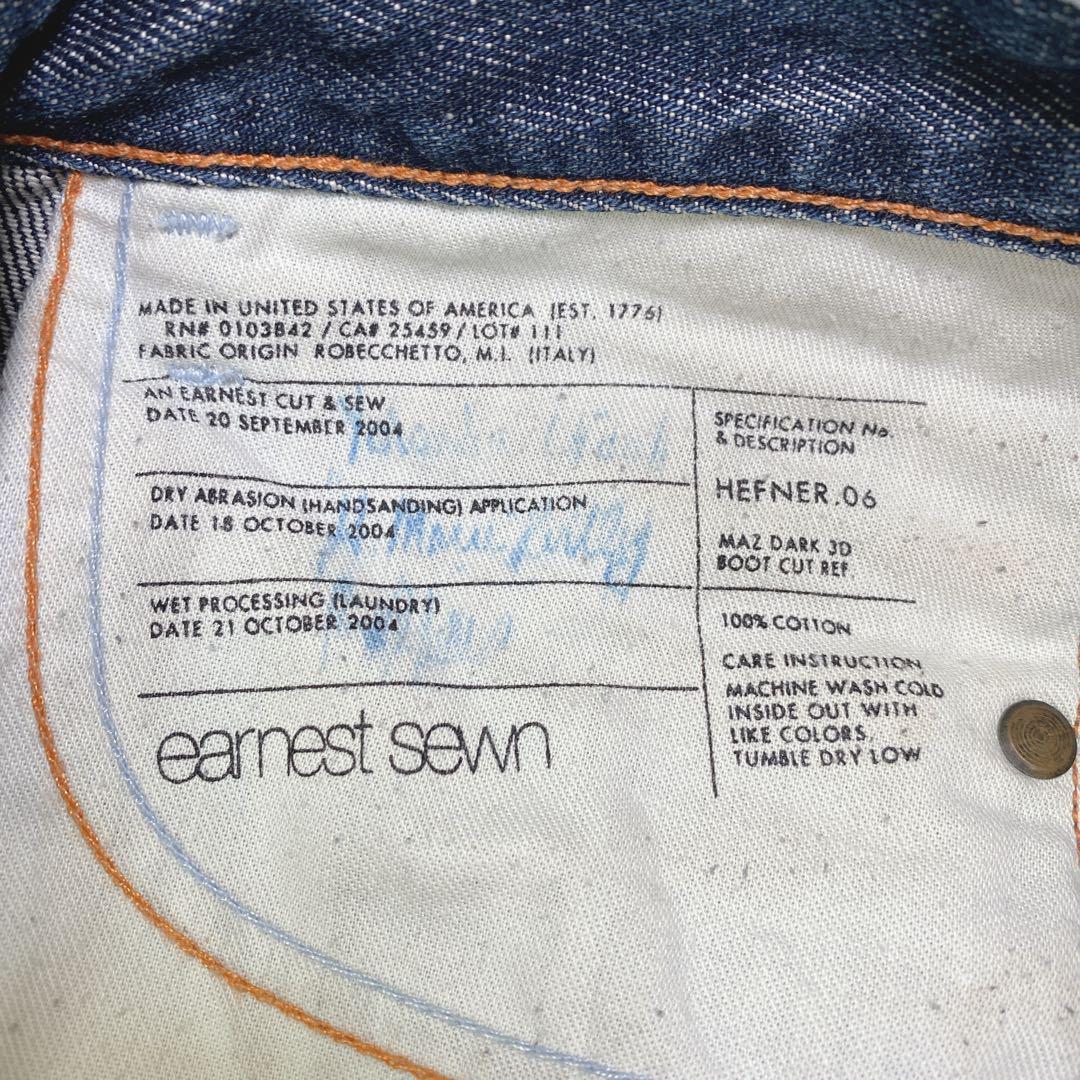 MADE IN UNITED STATES OF AMERICA (EST. 1776)
RN# 0103842 / CA# 25459 / LOT# 111
FABRIC ORIGIN ROBECCHETTO, M.I. (ITALY)
AN EARNEST CUT & SEW
DATE 20 SEPTEMBER 2004
DRY ABRASION (HANDSANDING) APPLICATION
DATE 18 OCTOBER 2004
WET PROCESSING (LAUNDRY)
DATE 21 OCTOBER 2004
earnest sewn
SPECIFICATION No.
& DESCRIPTION
HEFNER.06
MAZ DARK 3D
BOOT CUT REF
100% COTTON
CARE INSTRUCTION
MACHINE WASH COLD
INSIDE OUT WITH
LIKE COLORS.
TUMBLE DRY LOW